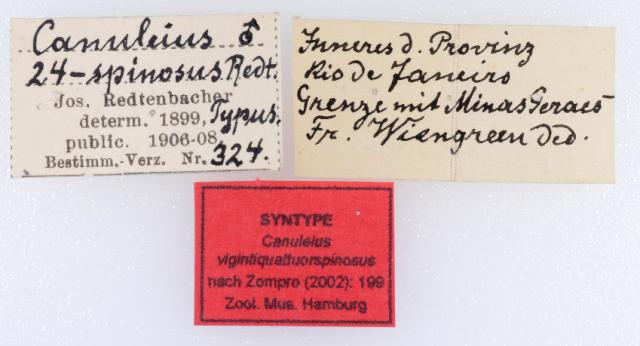 Canuleius ♂
24-spinosus Redt.
Jos. Redtenbacher
determ. 1899, Typus.
public. 1906-08
Bestimm.-Verz. Nr. 324.
Inneres d. Provinz
Rio de Janeiro
Grenze mit Minas Geraes
Fr. Wiengreen ded.
SYNTYPE
Canuleius
vigintiquattuorspinosus
nach Zompro (2002): 199
Zool. Mus. Hamburg